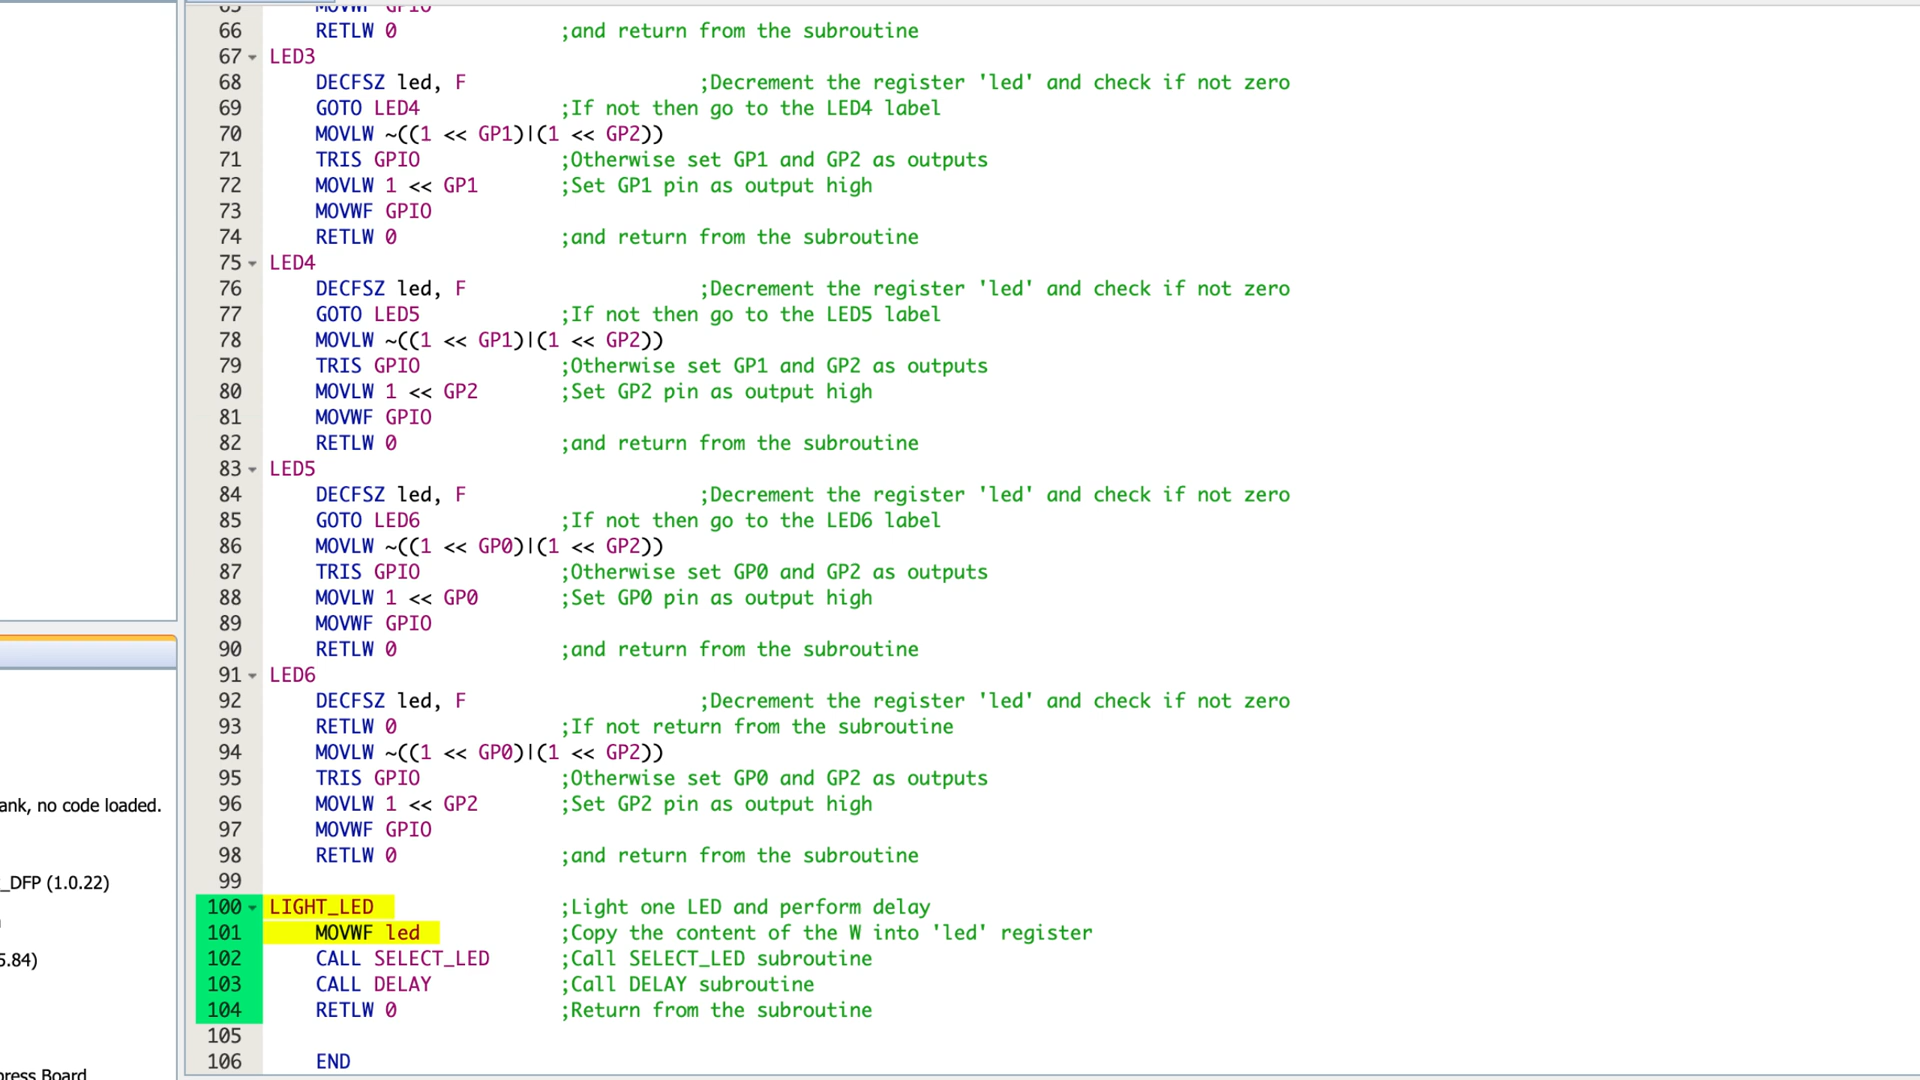 65 MOVWF GPIO
66 RETLW 0 ;and return from the subroutine
67 LED3
68 DECFSZ led, F ;Decrement the register 'led' and check if not zero
69 GOTO LED4 ;If not then go to the LED4 label
70 MOVLW ~((1 << GP1)|(1 << GP2))
71 TRIS GPIO ;Otherwise set GP1 and GP2 as outputs
72 MOVLW 1 << GP1 ;Set GP1 pin as output high
73 MOVWF GPIO
74 RETLW 0 ;and return from the subroutine
75 LED4
76 DECFSZ led, F ;Decrement the register 'led' and check if not zero
77 GOTO LED5 ;If not then go to the LED5 label
78 MOVLW ~((1 << GP1)|(1 << GP2))
79 TRIS GPIO ;Otherwise set GP1 and GP2 as outputs
80 MOVLW 1 << GP2 ;Set GP2 pin as output high
81 MOVWF GPIO
82 RETLW 0 ;and return from the subroutine
83 LED5
84 DECFSZ led, F ;Decrement the register 'led' and check if not zero
85 GOTO LED6 ;If not then go to the LED6 label
86 MOVLW ~((1 << GP0)|(1 << GP2))
87 TRIS GPIO ;Otherwise set GP0 and GP2 as outputs
88 MOVLW 1 << GP0 ;Set GP0 pin as output high
89 MOVWF GPIO
90 RETLW 0 ;and return from the subroutine
91 LED6
92 DECFSZ led, F ;Decrement the register 'led' and check if not zero
93 RETLW 0 ;If not return from the subroutine
94 MOVLW ~((1 << GP0)|(1 << GP2))
95 TRIS GPIO ;Otherwise set GP0 and GP2 as outputs
96 MOVLW 1 << GP2 ;Set GP2 pin as output high
97 MOVWF GPIO
98 RETLW 0 ;and return from the subroutine
99
100 LIGHT_LED ;Light one LED and perform delay
101 MOVWF led ;Copy the content of the W into 'led' register
102 CALL SELECT_LED ;Call SELECT_LED subroutine
103 CALL DELAY ;Call DELAY subroutine
104 RETLW 0 ;Return from the subroutine
105
106 END
ank, no code loaded.
_DFP (1.0.22)
5.84)
press Board